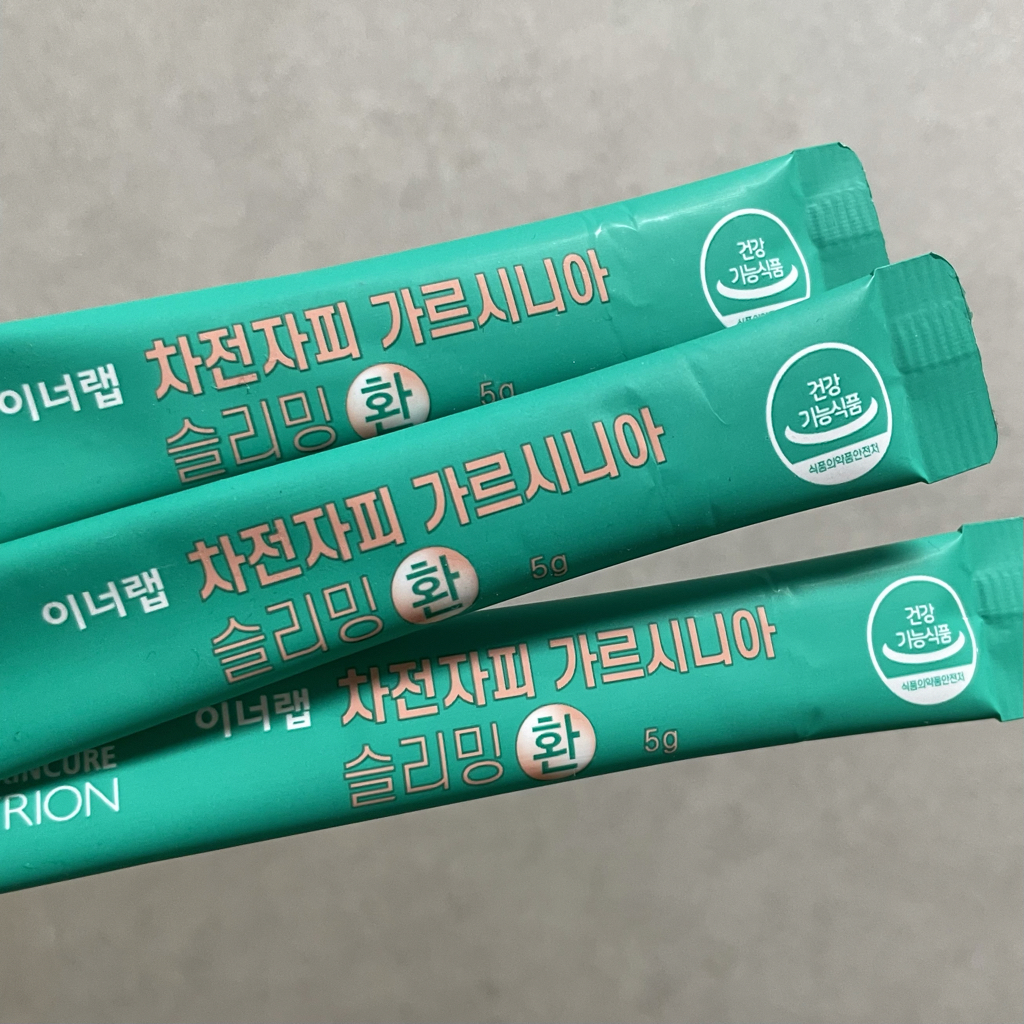 이너랩
차전자피 가르시니아
슬리밍 환 5g
건강
기능식품
이너랩
차전자피 가르시니아
슬리밍 환 5g
건강
기능식품
식품의약품안전처
이너랩
차전자피 가르시니아
슬리밍 환 5g
건강
기능식품
식품의약품안전처
RION